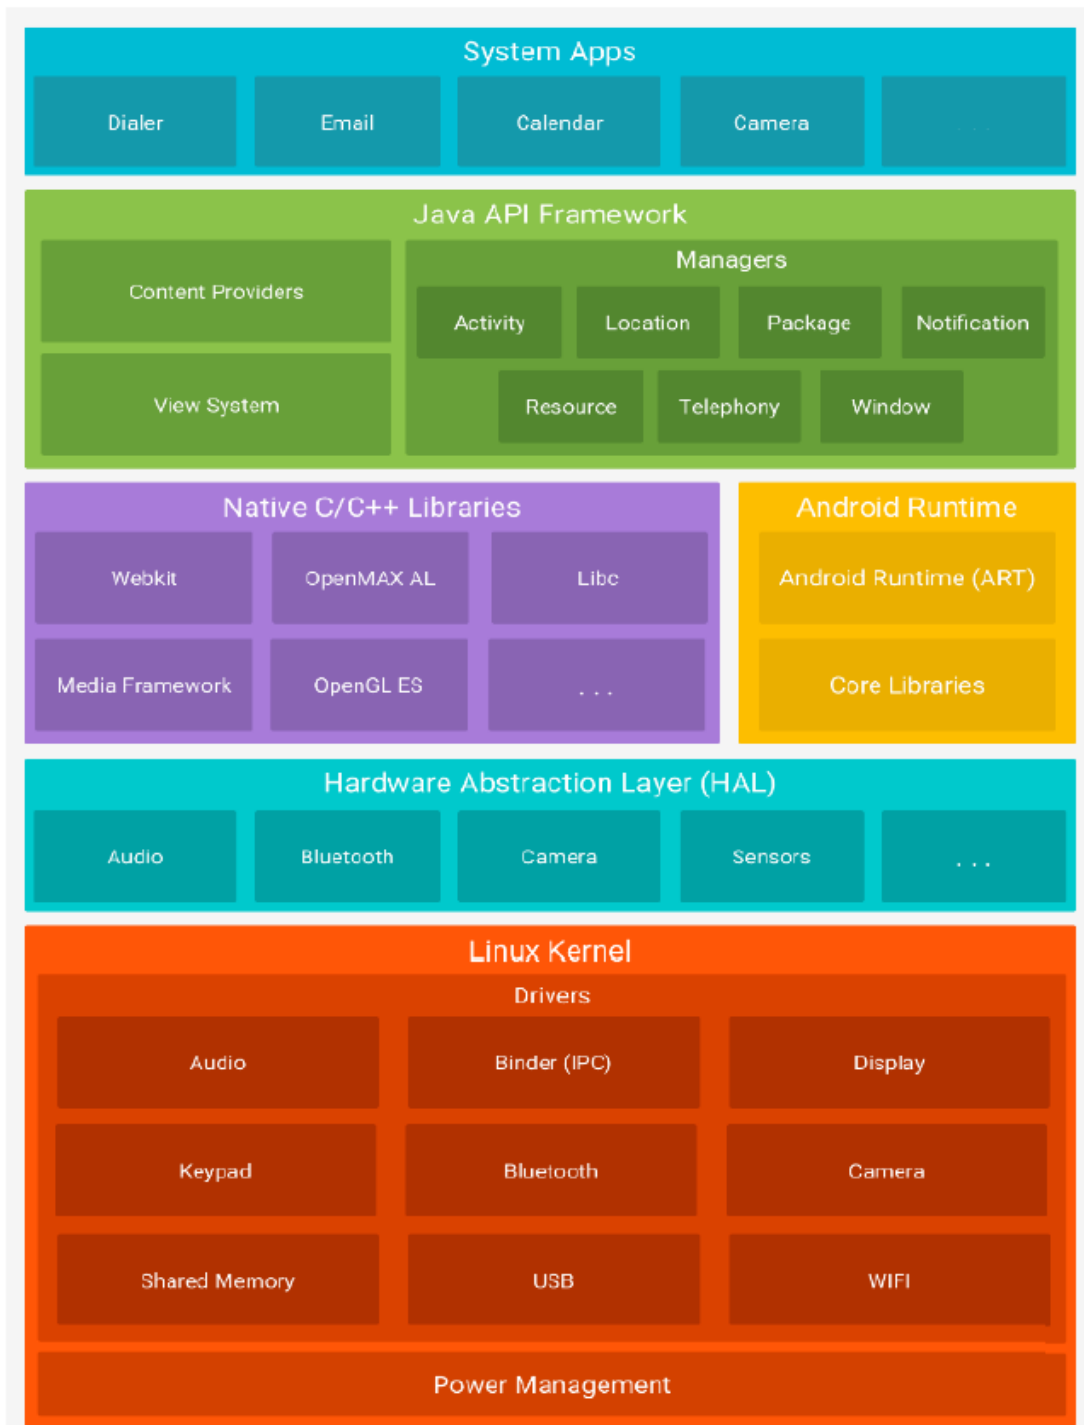 System Apps
Dialer
Email
Calendar
Camera
. . .
Java API Framework
Content Providers
View System
Managers
Activity
Location
Package
Notification
Resource
Telephony
Window
Native C/C++ Libraries
Webkit
OpenMAX AL
Libc
Media Framework
OpenGL ES
. . .
Android Runtime
Android Runtime (ART)
Core Libraries
Hardware Abstraction Layer (HAL)
Audio
Bluetooth
Camera
Sensors
. . .
Linux Kernel
Drivers
Audio
Binder (IPC)
Display
Keypad
Bluetooth
Camera
Shared Memory
USB
WIFI
Power Management